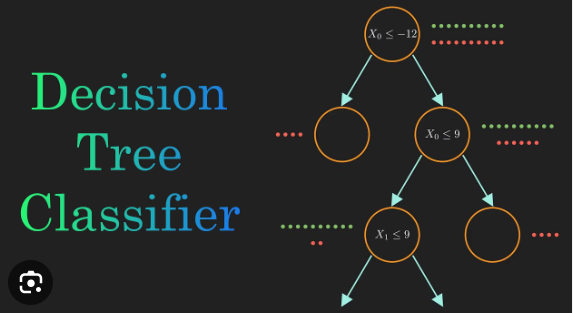 Decision
Tree
Classifier
X₀ ≤ −12
X₀ ≤ 9
X₁ ≤ 9